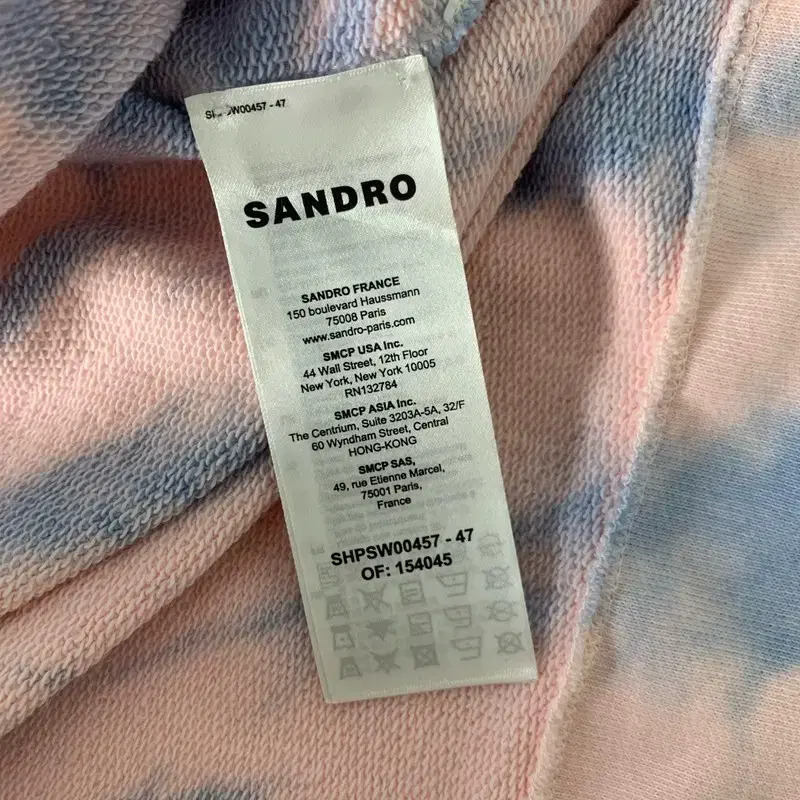 W00457 - 47
SANDRO
SANDRO FRANCE
150 boulevard Haussmann
75008 Paris
www.sandro-paris.com
SMCP USA Inc.
44 Wall Street, 12th Floor
New York, New York 10005
RN132784
SMCP ASIA Inc.
The Centrium, Suite 3203A-5A, 32/F
60 Wyndham Street, Central
HONG-KONG
SMCP SAS,
49, rue Etienne Marcel,
75001 Paris,
France
SHPSW00457 - 47
OF: 154045